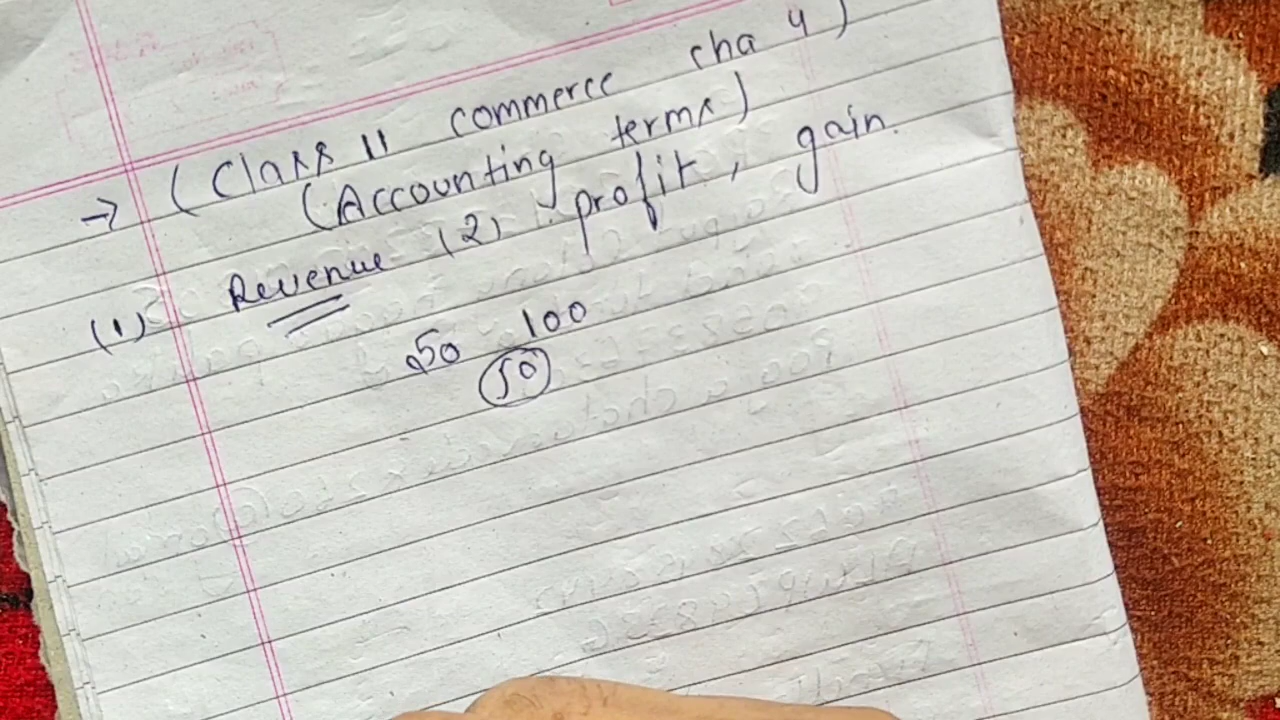 → (Class 11 commerce cha 4)
(Accounting terms)
(1) Revenue (2) profit, gain.
50 100
50